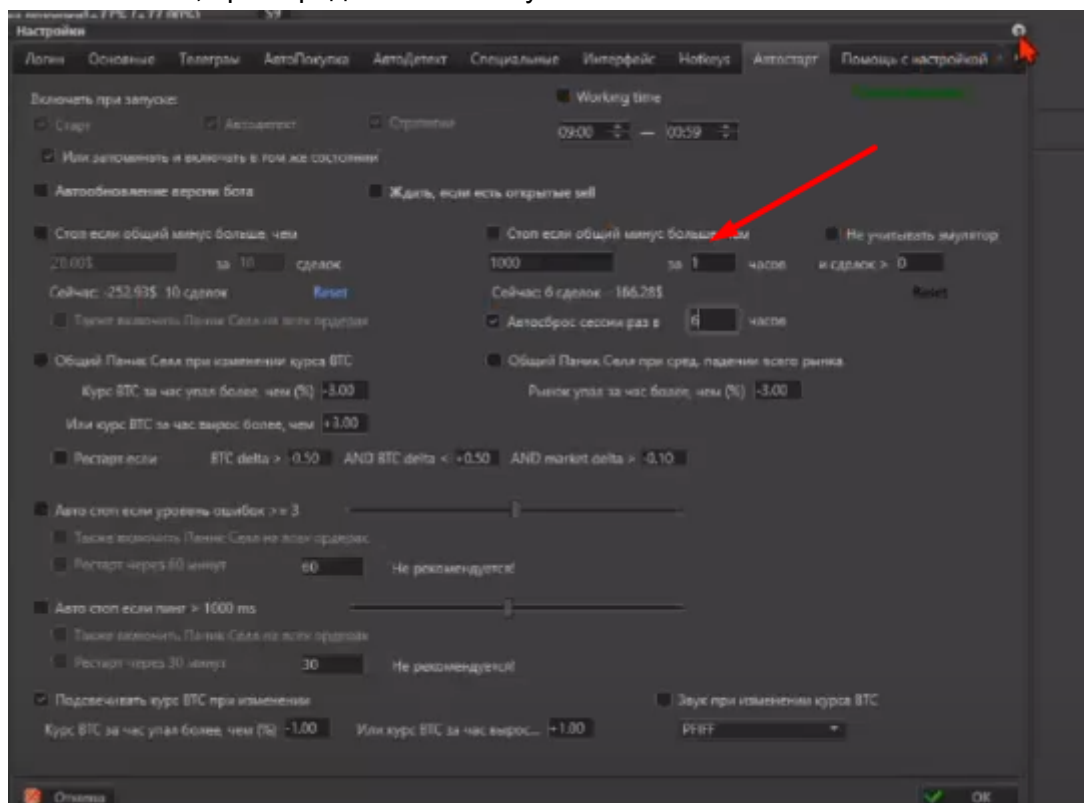 Настройки
Логин Основные Телеграм АвтоПокупка АвтоДетект Специальные Интерфейс Hotkeys Автостарт Помощь с настройкой
Включать при запуске: Working time
Старт Автодетект Стратегии 09:00 — 00:59
Или запоминать и включать в том же состоянии
Автообновление версии бота Ждать, если есть открытые sell
Стоп если общий минус больше, чем Стоп если общий минус больше, чем Не учитывать эмулятор
20.00$ за 10 сделок 1000 за 1 часов и сделок > 0
Сейчас: -252.93$ 10 сделок Reset Сейчас: 6 сделок -166.28$ Reset
Также включить Паник Селл на всех ордерах Автосброс сессии раз в 6 часов
Общий Паник Селл при изменении курса BTC Общий Паник Селл при сред. падении всего рынка
Курс BTC за час упал более, чем (%) -3.00 Рынок упал за час более, чем (%) -3.00
Или курс BTC за час вырос более, чем +3.00
Рестарт если BTC delta > -0.50 AND BTC delta < +0.50 AND market delta > -0.10
Авто стоп если уровень ошибок >= 3
Также включить Паник Селл на всех ордерах
Рестарт через 60 минут 60 Не рекомендуется!
Авто стоп если пинг > 1000 ms
Также включить Паник Селл на всех ордерах
Рестарт через 30 минут 30 Не рекомендуется!
Подсвечивать курс BTC при изменении Звук при изменении курса BTC
Курс BTC за час упал более, чем (%) -1.00 Или курс BTC за час вырос... +1.00 PFIFF
Отмена OK